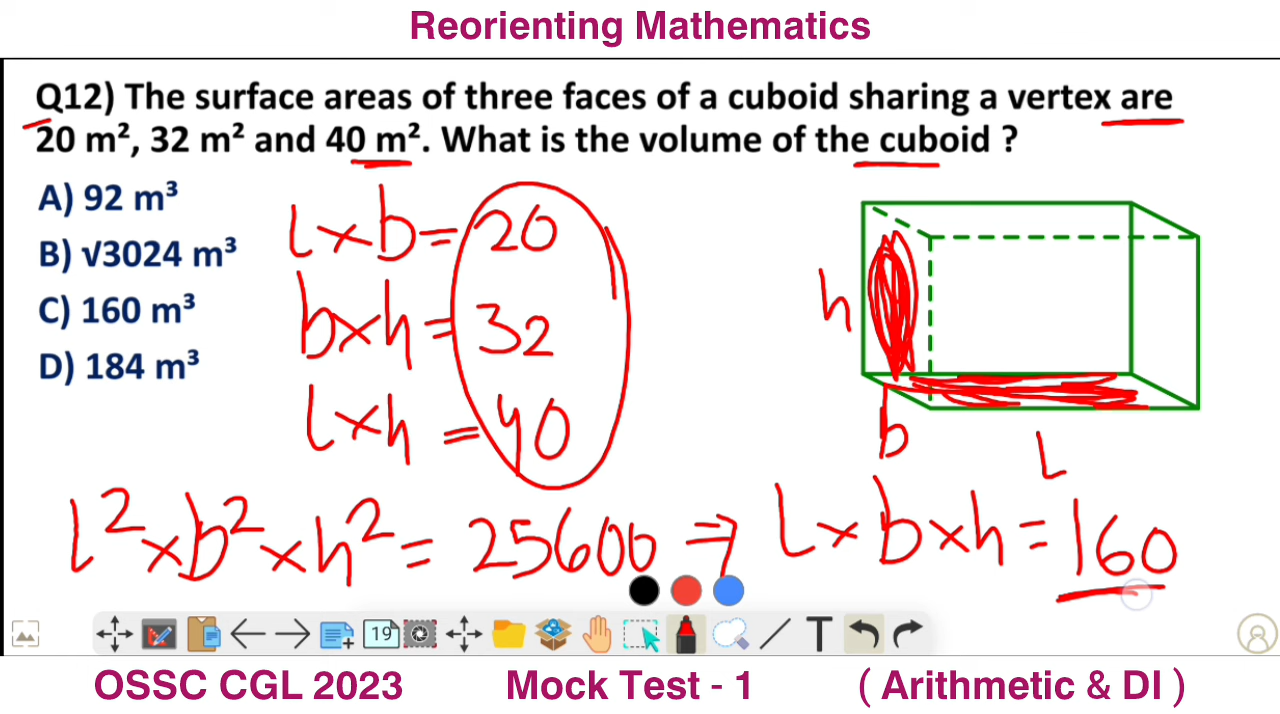 Reorienting Mathematics
Q12) The surface areas of three faces of a cuboid sharing a vertex are
20 m², 32 m² and 40 m². What is the volume of the cuboid ?
A) 92 m³
B) √3024 m³
C) 160 m³
D) 184 m³
l×b=20
b×h=32
l×h=40
h
b
L
l²×b²×h²=25600 ⇒ l×b×h=160
19
T
OSSC CGL 2023 Mock Test - 1 ( Arithmetic & DI )